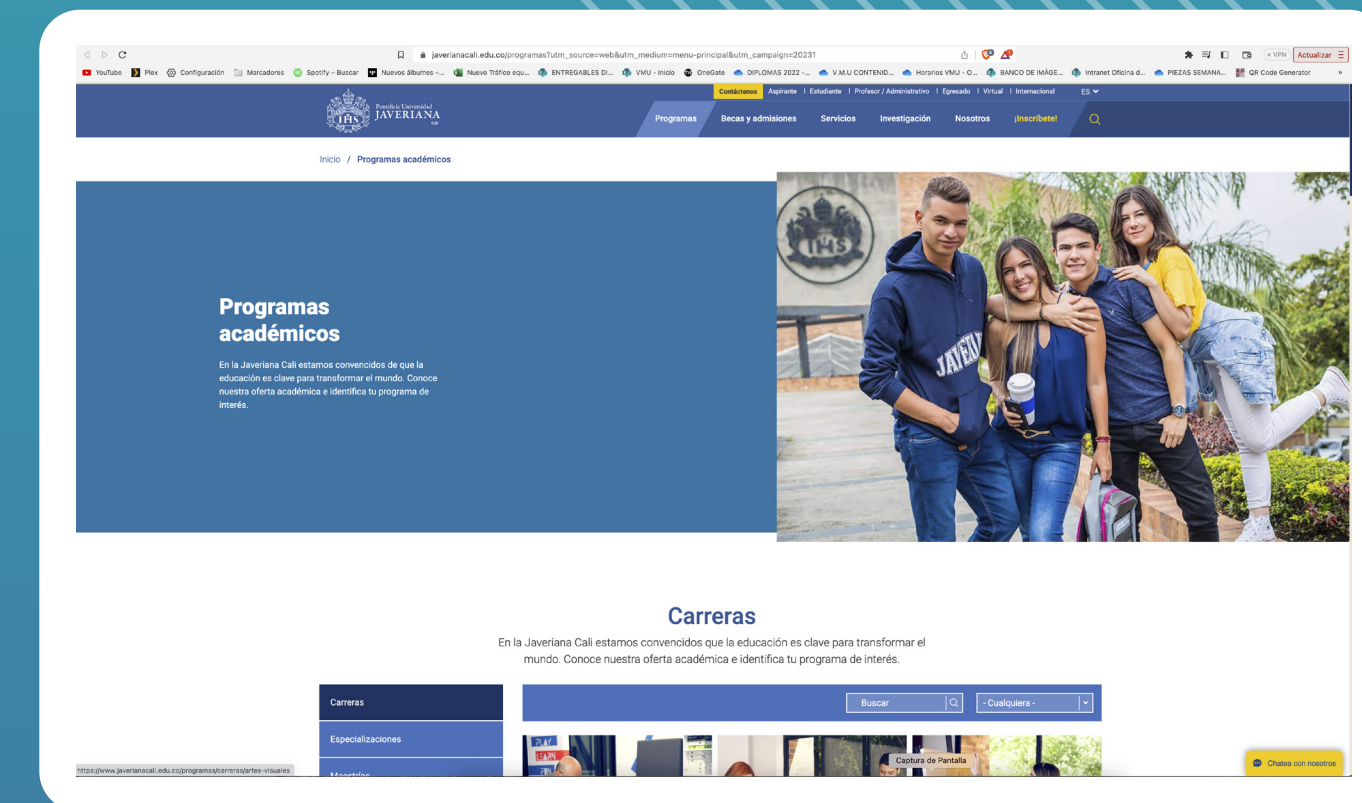 javerianacali.edu.co/programas?utm_source=web&utm_medium=menu-principal&utm_campaign=20231
VPN
Actualizar
YouTube Plex Configuración Marcadores Spotify – Buscar Nuevos álbumes –... Nuevo Tráfico equ... ENTREGABLES DI... VMU - Inicio OneGate DIPLOMAS 2022 -... V.M.U CONTENID... Horarios VMU - O... BANCO DE IMÁGE... Intranet Oficina d... PIEZAS SEMANA... QR Code Generator »
Contáctenos Aspirante | Estudiante | Profesor / Administrativo | Egresado | Virtual | Internacional ES
Pontificia Universidad
JAVERIANA
Cali
IHS
Programas Becas y admisiones Servicios Investigación Nosotros ¡Inscríbete!
Inicio / Programas académicos
IHS
JAVERIANA
Programas
académicos
En la Javeriana Cali estamos convencidos de que la
educación es clave para transformar el mundo. Conoce
nuestra oferta académica e identifica tu programa de
interés.
Carreras
En la Javeriana Cali estamos convencidos que la educación es clave para transformar el
mundo. Conoce nuestra oferta académica e identifica tu programa de interés.
Carreras
Buscar
- Cualquiera -
Especializaciones
PLAY
LEARN
Maestrías
Captura de Pantalla
Chatea con nosotros
https://www.javerianacali.edu.co/programas/carreras/artes-visuales